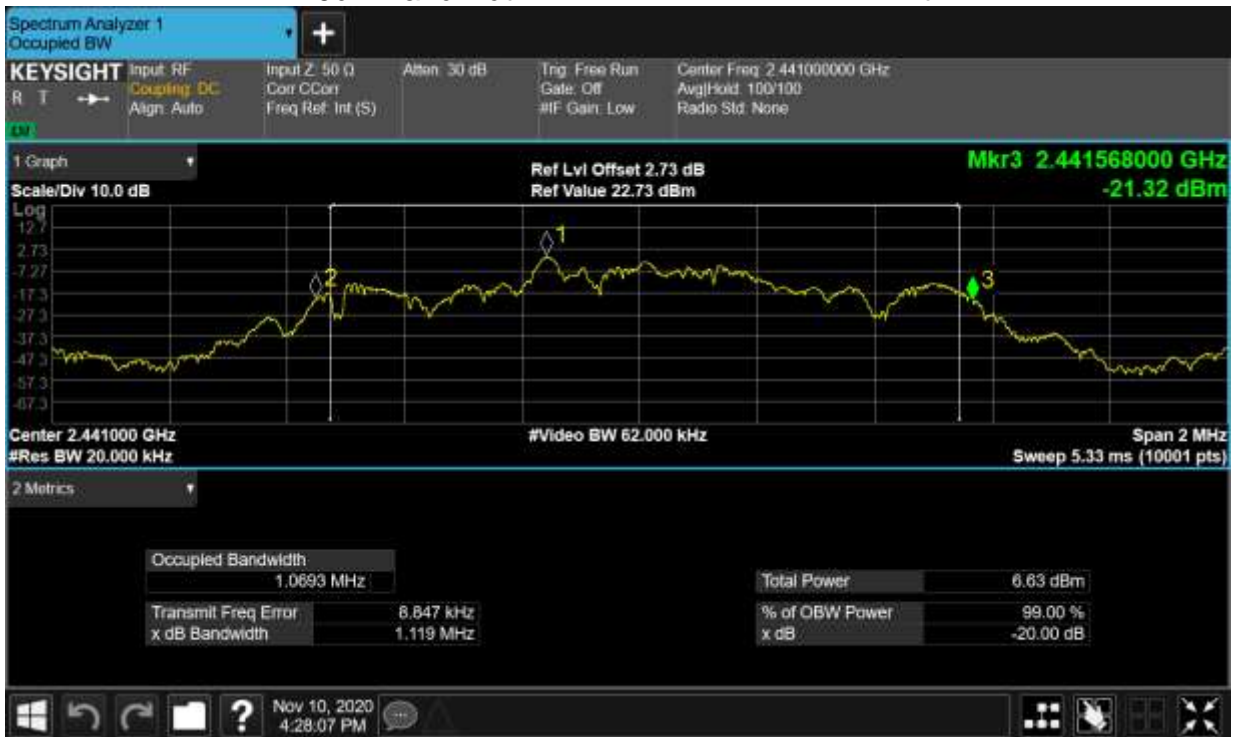 Spectrum Analyzer 1
Occupied BW
+
KEYSIGHT
R T
Input: RF
Coupling: DC
Align: Auto
Input Z: 50 Ω
Corr CCorr
Freq Ref: Int (S)
Atten: 30 dB
Trig: Free Run
Gate: Off
#IF Gain: Low
Center Freq: 2.441000000 GHz
Avg|Hold: 100/100
Radio Std: None
1 Graph
Scale/Div 10.0 dB
Ref Lvl Offset 2.73 dB
Ref Value 22.73 dBm
Mkr3 2.441568000 GHz
-21.32 dBm
Log
12.7
2.73
-7.27
-17.3
-27.3
-37.3
-47.3
-57.3
-67.3
1
2
3
Center 2.441000 GHz
#Res BW 20.000 kHz
#Video BW 62.000 kHz
Span 2 MHz
Sweep 5.33 ms (10001 pts)
2 Metrics
Occupied Bandwidth
1.0693 MHz
Transmit Freq Error 8.847 kHz
x dB Bandwidth 1.119 MHz
Total Power 6.63 dBm
% of OBW Power 99.00 %
x dB -20.00 dB
?
Nov 10, 2020
4:28:07 PM